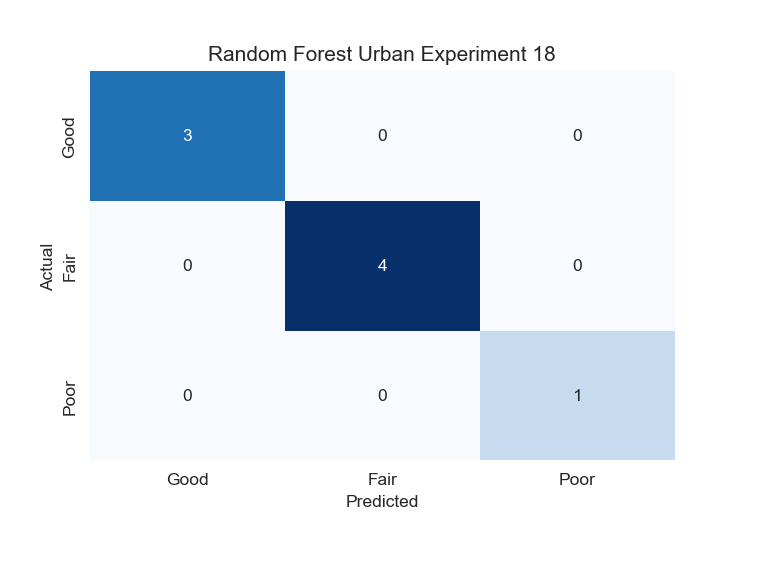 Random Forest Urban Experiment 18
Actual
Good
3 0 0
Fair
0 4 0
Poor
0 0 1
Good Fair Poor
Predicted